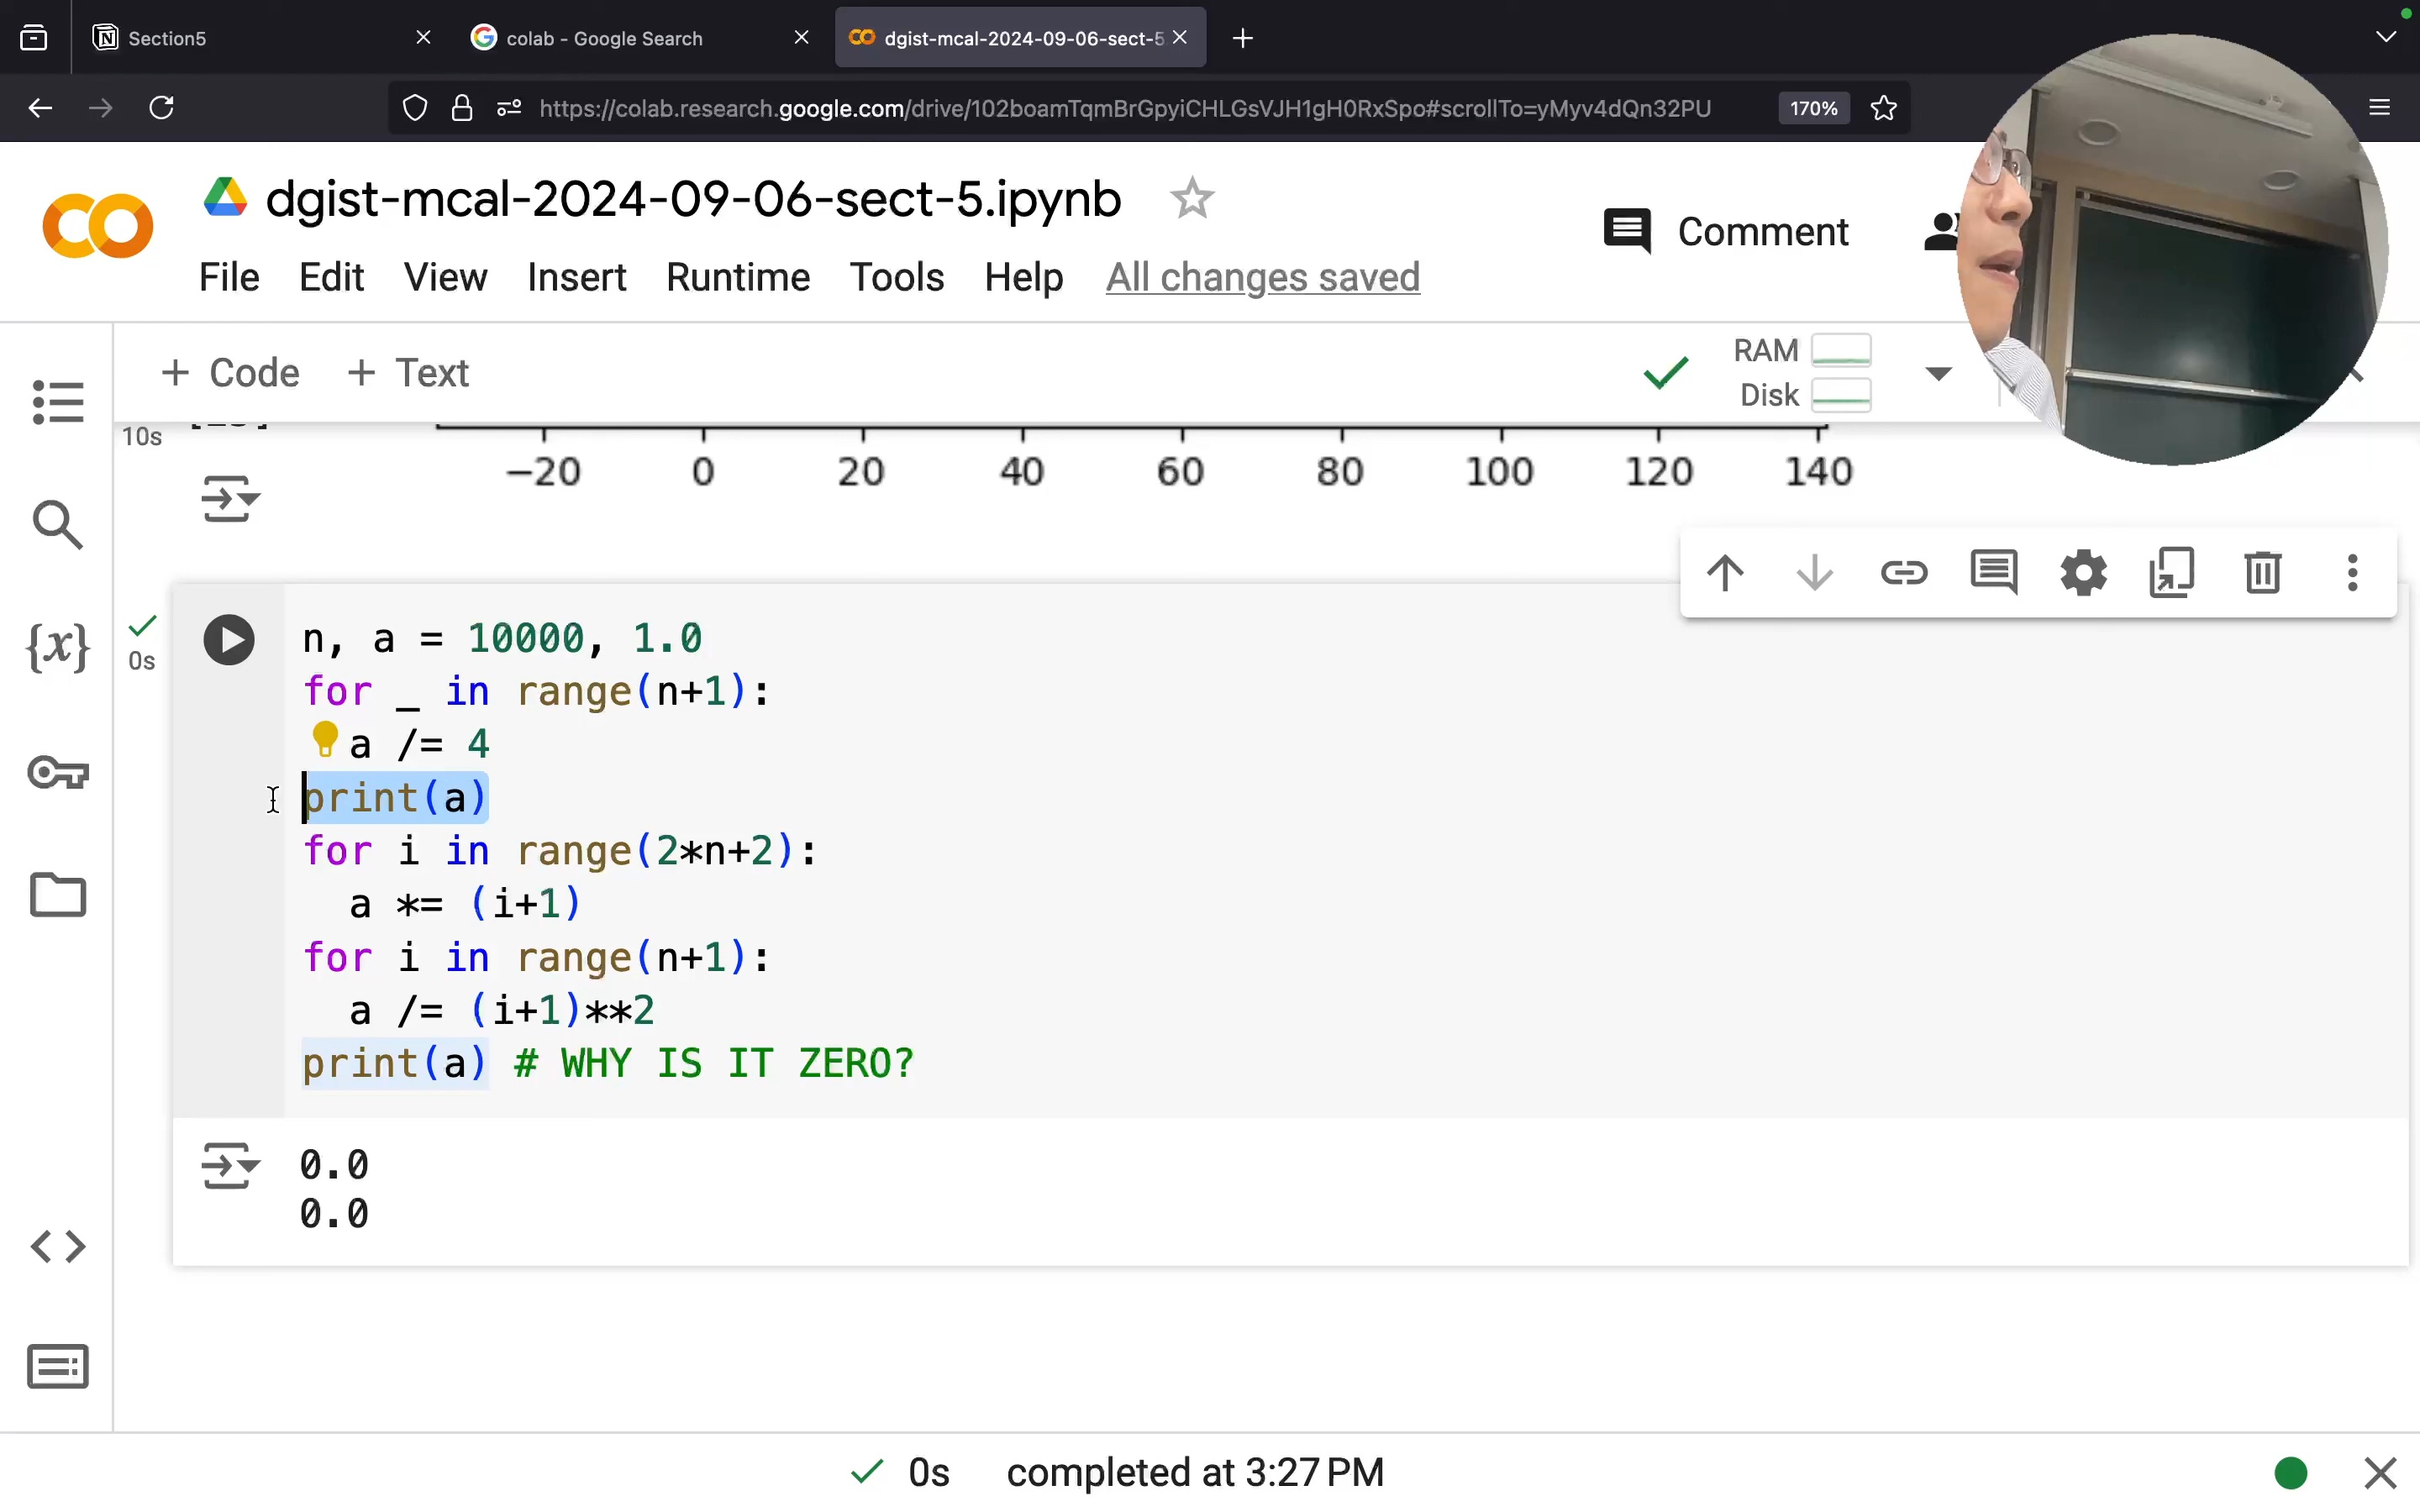 Section5
colab - Google Search
dgist-mcal-2024-09-06-sect-5
https://colab.research.google.com/drive/102boamTqmBrGpyiCHLGsVJH1gH0RxSpo#scrollTo=yMyv4dQn32PU
170%
dgist-mcal-2024-09-06-sect-5.ipynb
Comment
File Edit View Insert Runtime Tools Help All changes saved
+ Code + Text
RAM
Disk
10s
−20 0 20 40 60 80 100 120 140
{x}
0s
n, a = 10000, 1.0
for _ in range(n+1):
  a /= 4
print(a)
for i in range(2*n+2):
  a *= (i+1)
for i in range(n+1):
  a /= (i+1)**2
print(a) # WHY IS IT ZERO?
0.0
0.0
0s completed at 3:27 PM